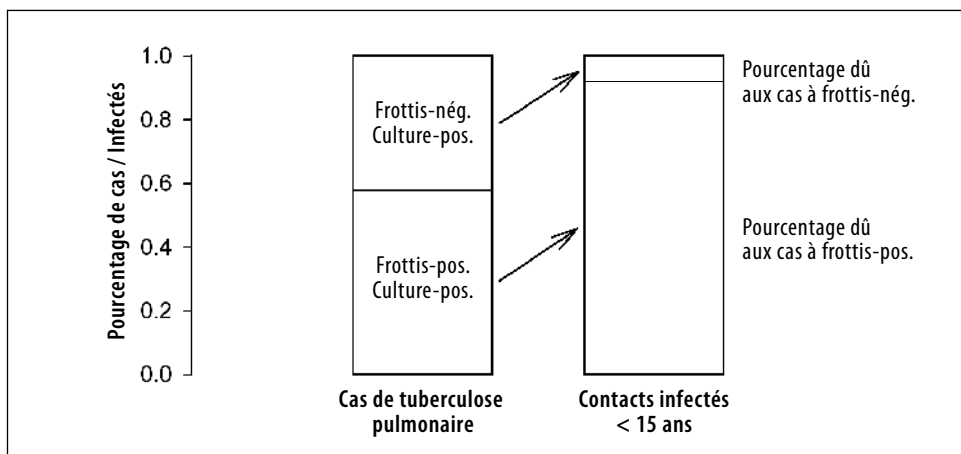 Pourcentage de cas / Infectés
1.0
0.8
0.6
0.4
0.2
0.0
Frottis-nég.
Culture-pos.
Frottis-pos.
Culture-pos.
Cas de tuberculose
pulmonaire
Contacts infectés
< 15 ans
Pourcentage dû
aux cas à frottis-nég.
Pourcentage dû
aux cas à frottis-pos.